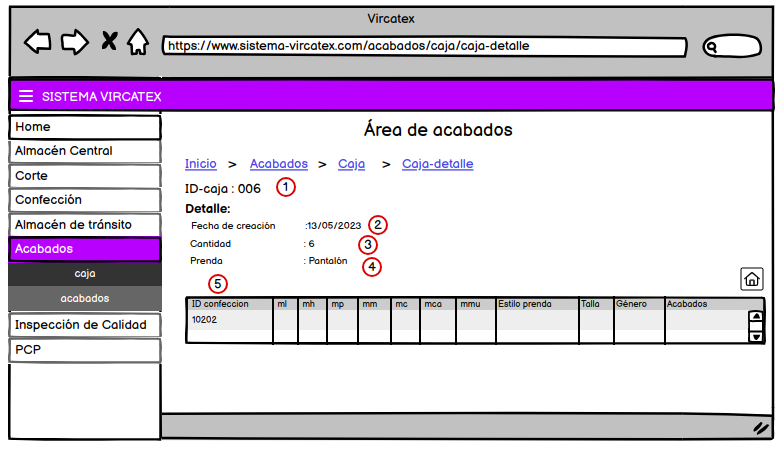 Vircatex
https://www.sistema-vircatex.com/acabados/caja/caja-detalle
SISTEMA VIRCATEX
Home
Almacén Central
Corte
Confección
Almacén de tránsito
Acabados
caja
acabados
Inspección de Calidad
PCP
Área de acabados
Inicio > Acabados > Caja > Caja-detalle
ID-caja : 006 1
Detalle:
Fecha de creación :13/05/2023 2
Cantidad : 6 3
Prenda : Pantalón 4
5
ID confeccion ml mh mp mm mc mca mmu Estilo prenda Talla Género Acabados
10202